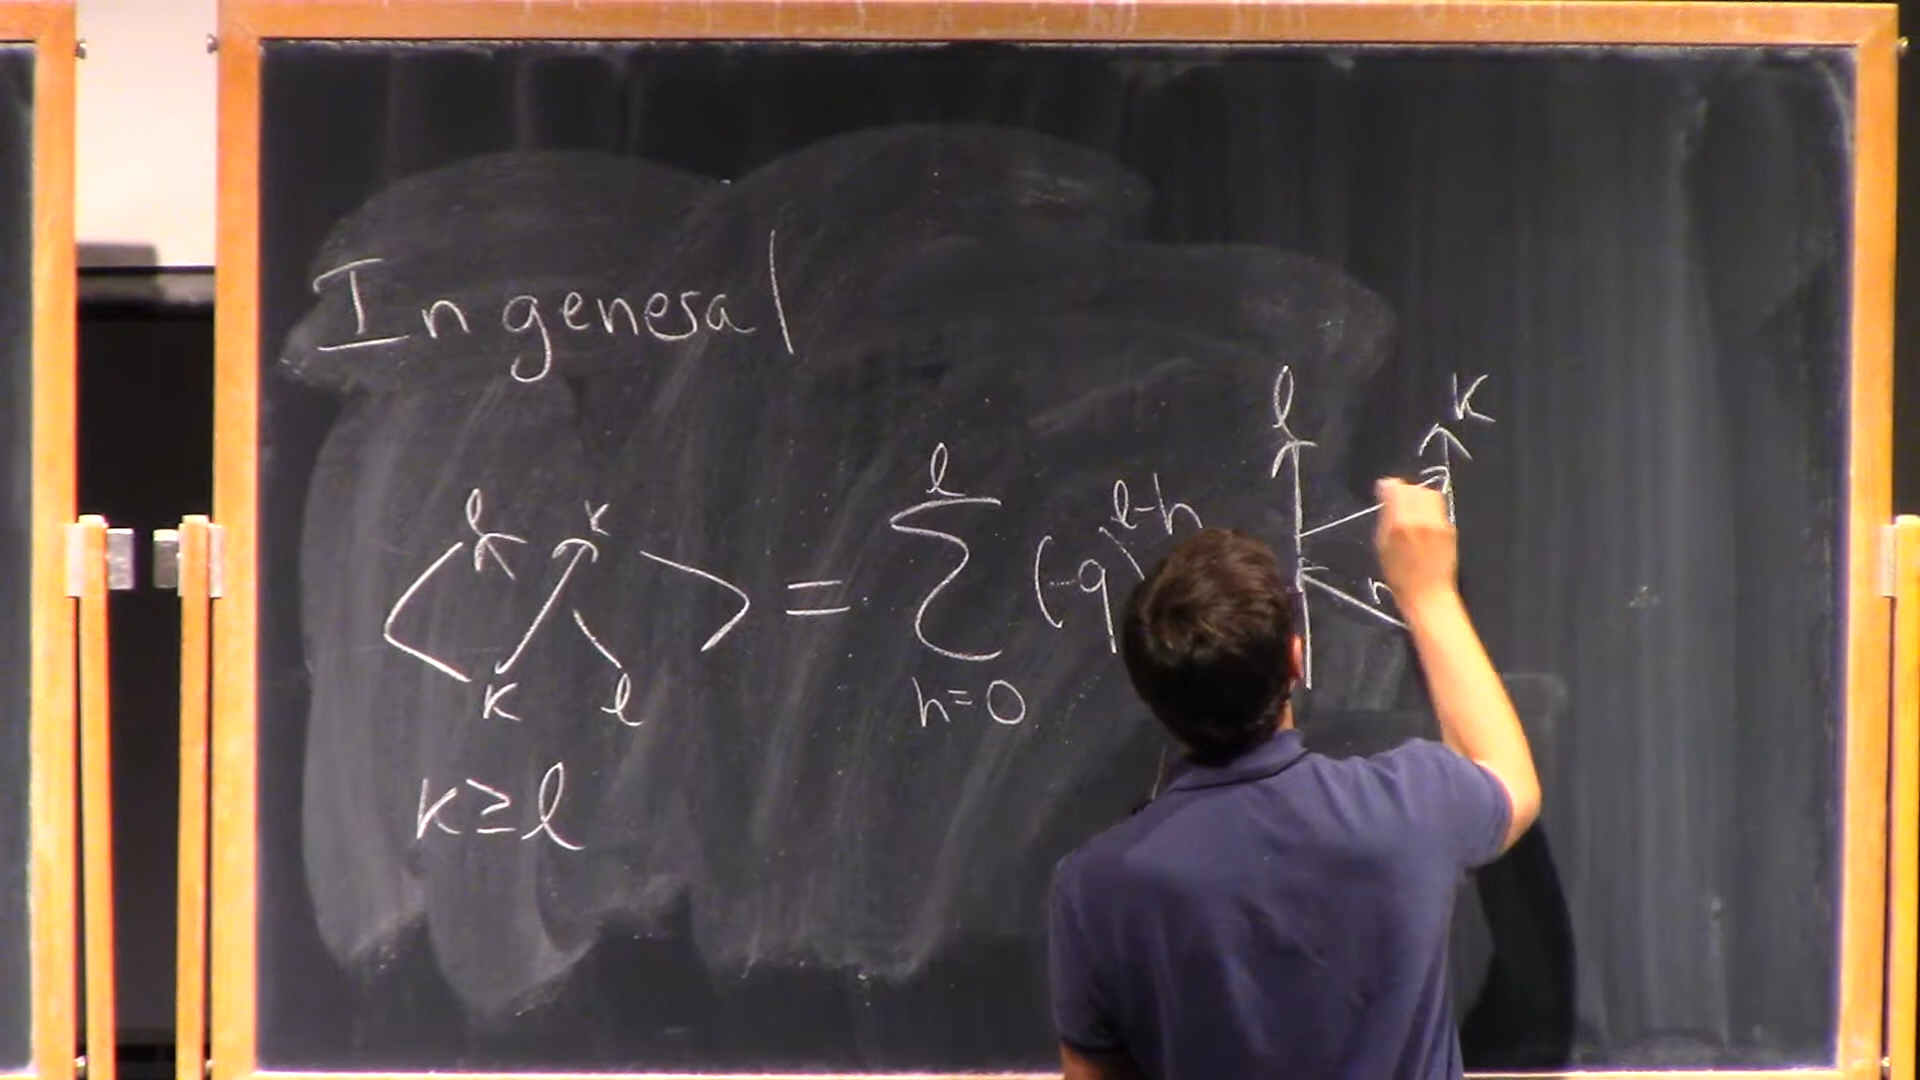 In general
l k l l-n l k
< > = Σ (-q) n
k l n=0
k ≥ l